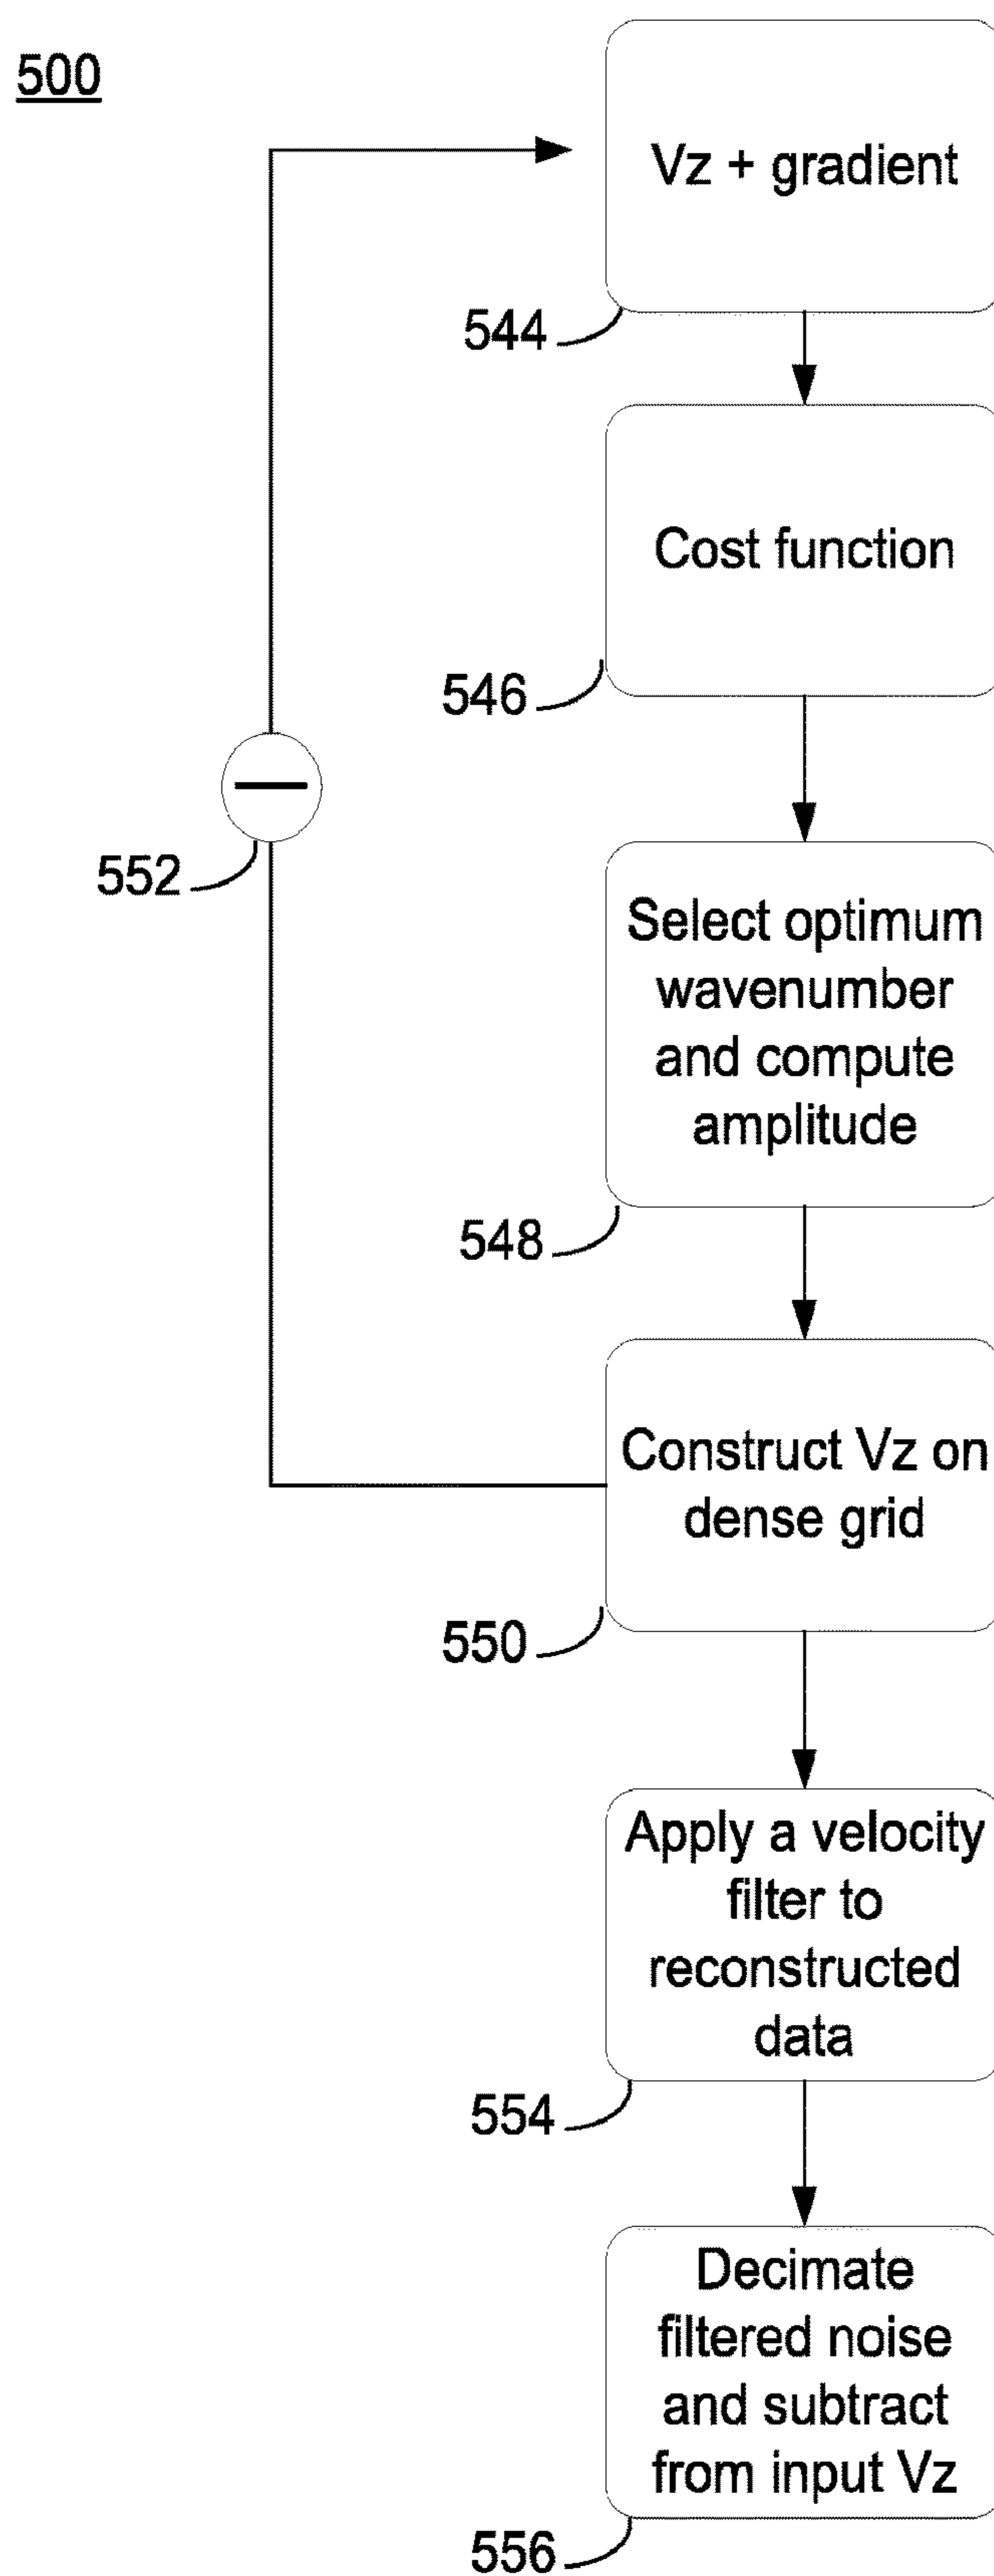 500
Vz + gradient
544
Cost function
546
552
Select optimum
wavenumber
and compute
amplitude
548
Construct Vz on
dense grid
550
Apply a velocity
filter to
reconstructed
data
554
Decimate
filtered noise
and subtract
from input Vz
556